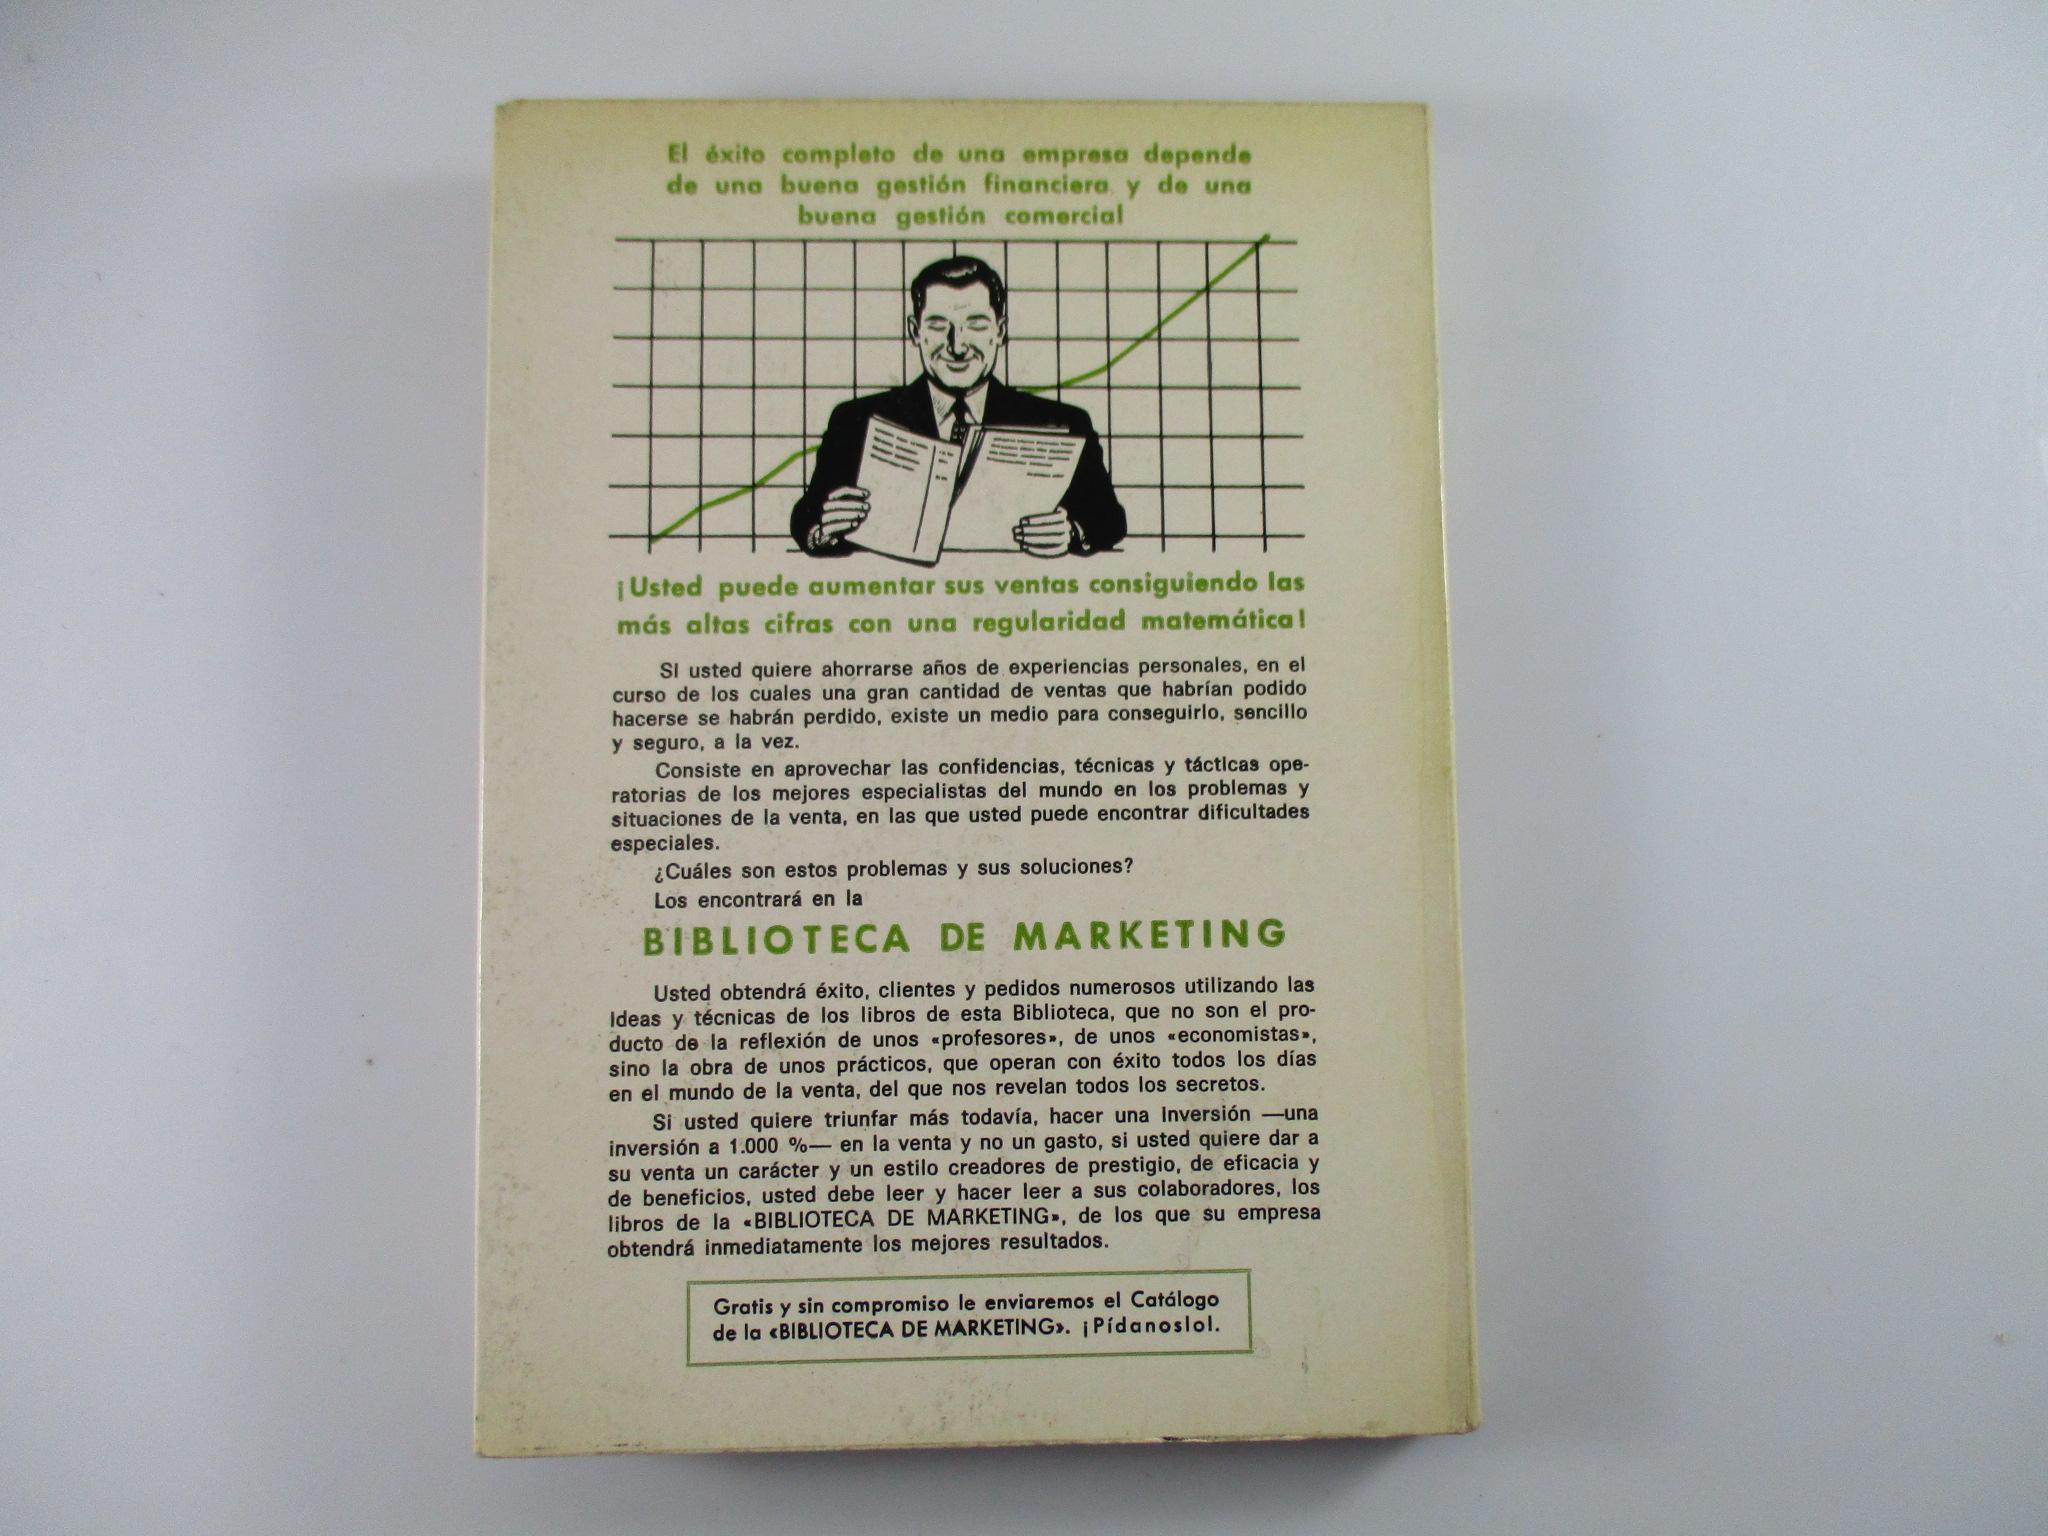 El éxito completo de una empresa depende
de una buena gestión financiera y de una
buena gestión comercial
¡Usted puede aumentar sus ventas consiguiendo las
más altas cifras con una regularidad matemática!
SI usted quiere ahorrarse años de experiencias personales, en el
curso de los cuales una gran cantidad de ventas que habrían podido
hacerse se habrán perdido, existe un medio para conseguirlo, sencillo
y seguro, a la vez.
Consiste en aprovechar las confidencias, técnicas y tácticas ope-
ratorias de los mejores especialistas del mundo en los problemas y
situaciones de la venta, en las que usted puede encontrar dificultades
especiales.
¿Cuáles son estos problemas y sus soluciones?
Los encontrará en la
BIBLIOTECA DE MARKETING
Usted obtendrá éxito, clientes y pedidos numerosos utilizando las
Ideas y técnicas de los libros de esta Biblioteca, que no son el pro-
ducto de la reflexión de unos «profesores», de unos «economistas»,
sino la obra de unos prácticos, que operan con éxito todos los días
en el mundo de la venta, del que nos revelan todos los secretos.
Si usted quiere triunfar más todavía, hacer una Inversión —una
inversión a 1.000 %— en la venta y no un gasto, si usted quiere dar a
su venta un carácter y un estilo creadores de prestigio, de eficacia y
de beneficios, usted debe leer y hacer leer a sus colaboradores, los
libros de la «BIBLIOTECA DE MARKETING», de los que su empresa
obtendrá inmediatamente los mejores resultados.
Gratis y sin compromiso le enviaremos el Catálogo
de la «BIBLIOTECA DE MARKETING». ¡Pídanoslo!.